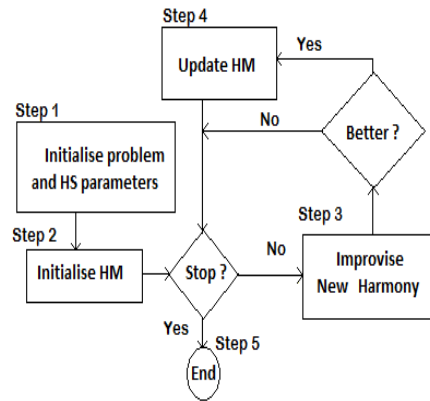 Step 4
Update HM
Yes
No
Better ?
Step 1
Initialise problem
and HS parameters
Step 2
Initialise HM
Stop ?
No
Step 3
Improvise
New Harmony
Yes
Step 5
End